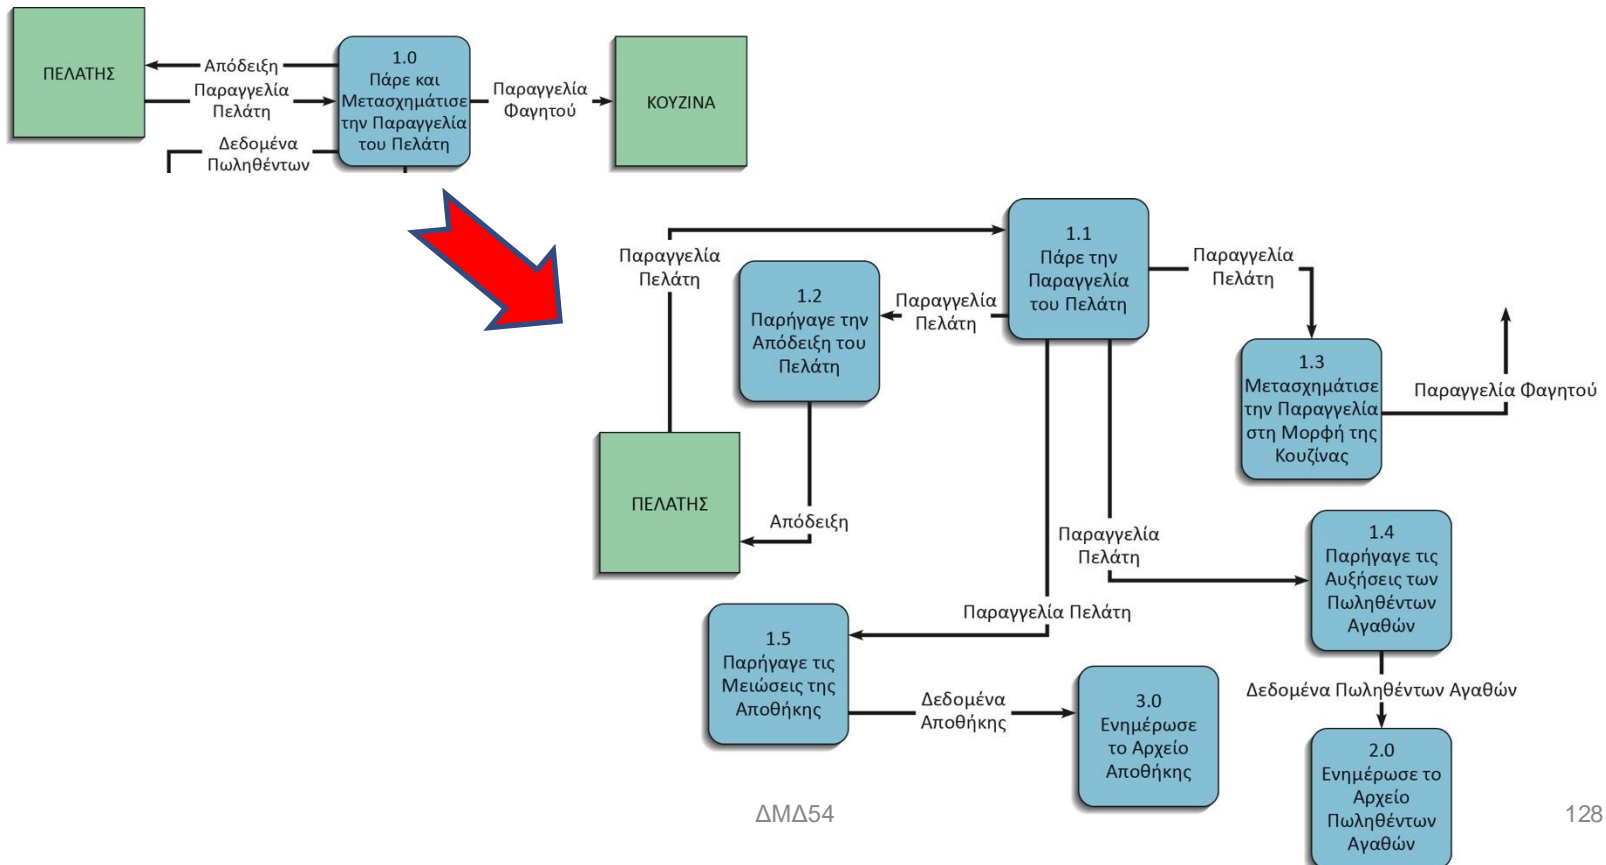 ΠΕΛΑΤΗΣ
Απόδειξη
Παραγγελία
Πελάτη
Δεδομένα
Πωληθέντων
1.0
Πάρε και
Μετασχημάτισε
την Παραγγελία
του Πελάτη
Παραγγελία
Φαγητού
ΚΟΥΖΙΝΑ
Παραγγελία
Πελάτη
1.1
Πάρε την
Παραγγελία
του Πελάτη
Παραγγελία
Πελάτη
1.2
Παρήγαγε την
Απόδειξη του
Πελάτη
Παραγγελία
Πελάτη
1.3
Μετασχημάτισε
την Παραγγελία
στη Μορφή της
Κουζίνας
Παραγγελία Φαγητού
ΠΕΛΑΤΗΣ
Απόδειξη
Παραγγελία
Πελάτη
1.4
Παρήγαγε τις
Αυξήσεις των
Πωληθέντων
Αγαθών
Παραγγελία Πελάτη
1.5
Παρήγαγε τις
Μειώσεις της
Αποθήκης
Δεδομένα
Αποθήκης
3.0
Ενημέρωσε
το Αρχείο
Αποθήκης
Δεδομένα Πωληθέντων Αγαθών
2.0
Ενημέρωσε το
Αρχείο
Πωληθέντων
Αγαθών
ΔΜΔ54
128